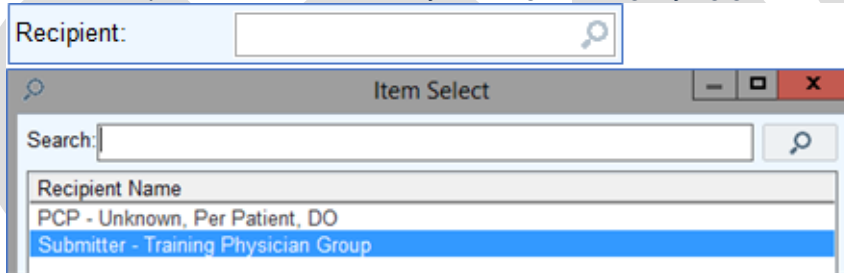 Recipient:
Item Select
Search:
Recipient Name
PCP - Unknown, Per Patient, DO
Submitter - Training Physician Group